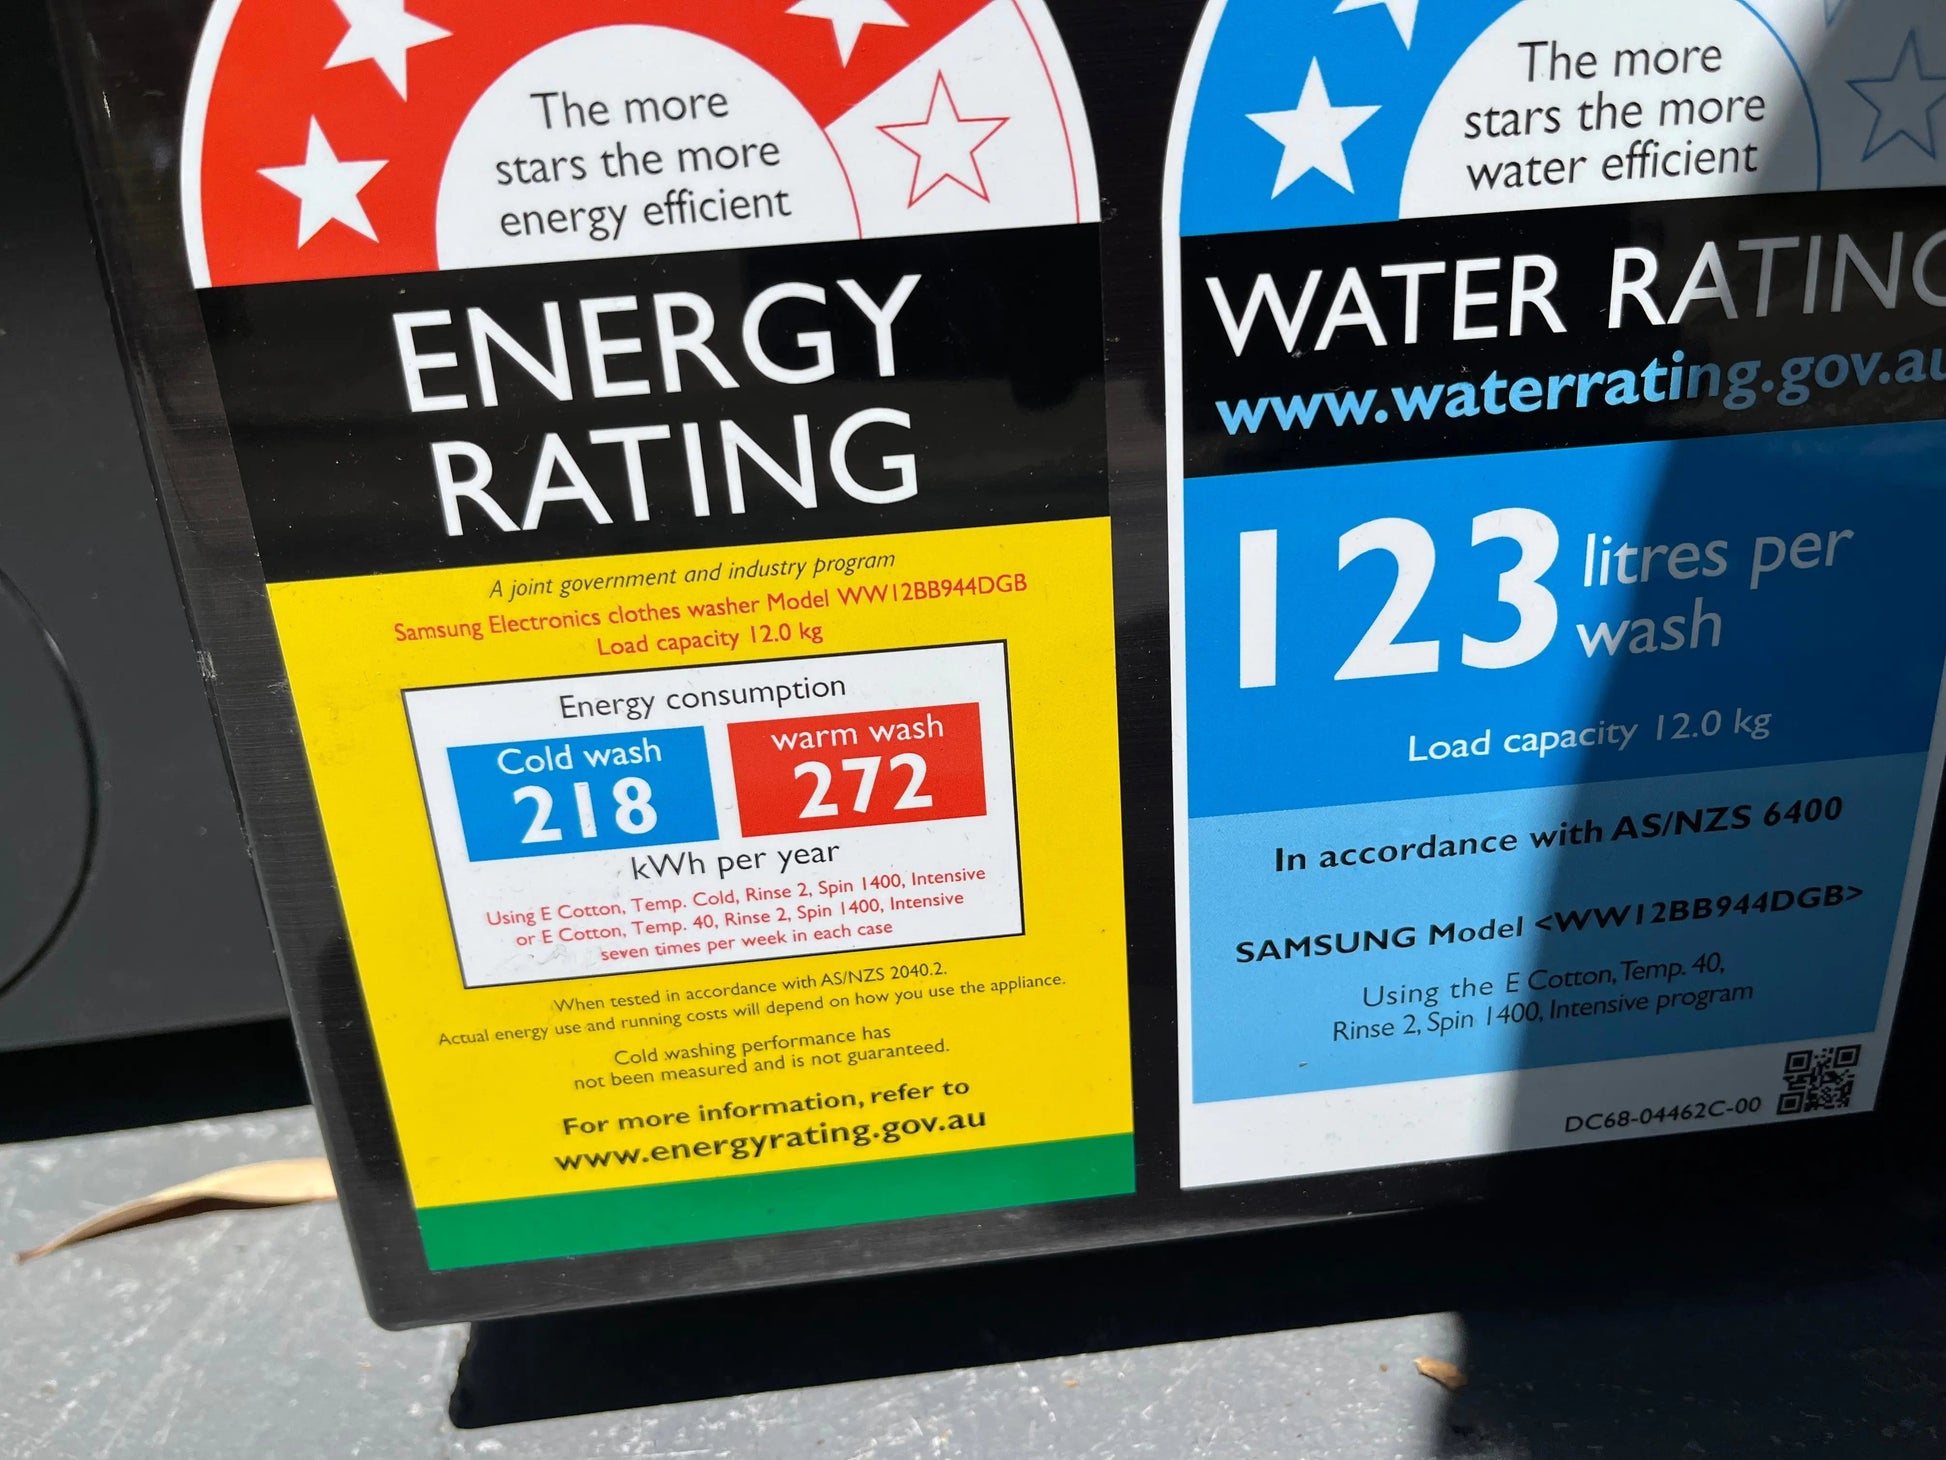 The more
stars the more
energy efficient
ENERGY
RATING
A joint government and industry program
Samsung Electronics clothes washer Model WW12BB944DGB
Load capacity 12.0 kg
Energy consumption
Cold wash
218
warm wash
272
kWh per year
Using E Cotton, Temp. Cold, Rinse 2, Spin 1400, Intensive
or E Cotton, Temp. 40, Rinse 2, Spin 1400, Intensive
seven times per week in each case
When tested in accordance with AS/NZS 2040.2.
Actual energy use and running costs will depend on how you use the appliance.
Cold washing performance has
not been measured and is not guaranteed.
For more information, refer to
www.energyrating.gov.au
The more
stars the more
water efficient
WATER RATING
www.waterrating.gov.au
123 litres per
wash
Load capacity 12.0 kg
In accordance with AS/NZS 6400
SAMSUNG Model <WW12BB944DGB>
Using the E Cotton, Temp. 40,
Rinse 2, Spin 1400, Intensive program
DC68-04462C-00